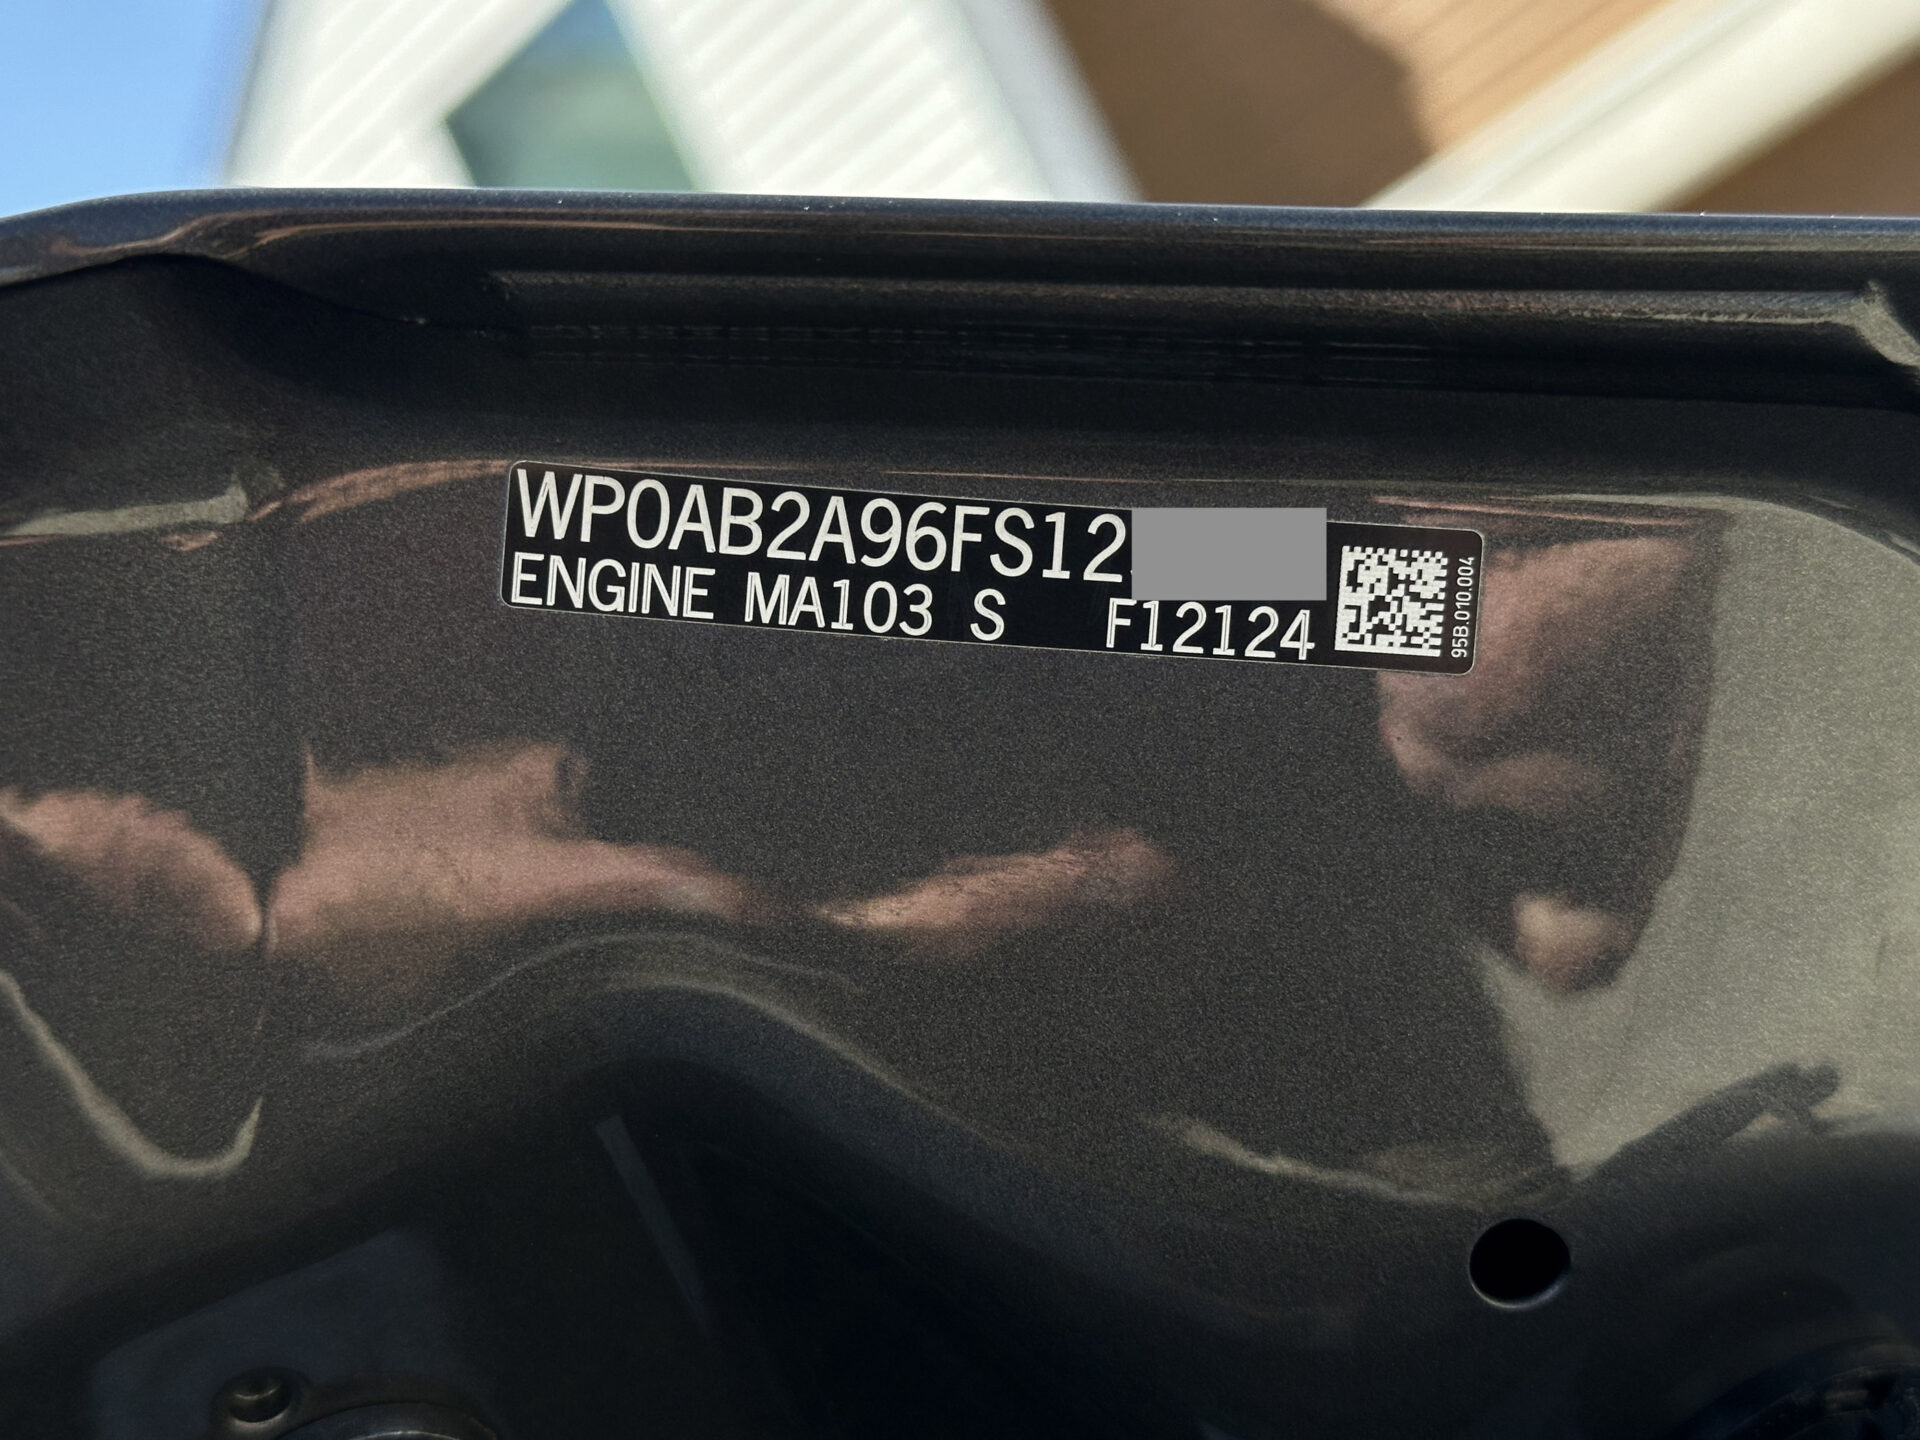 WP0AB2A96FS12
ENGINE MA103 S F12124
95B.010.004